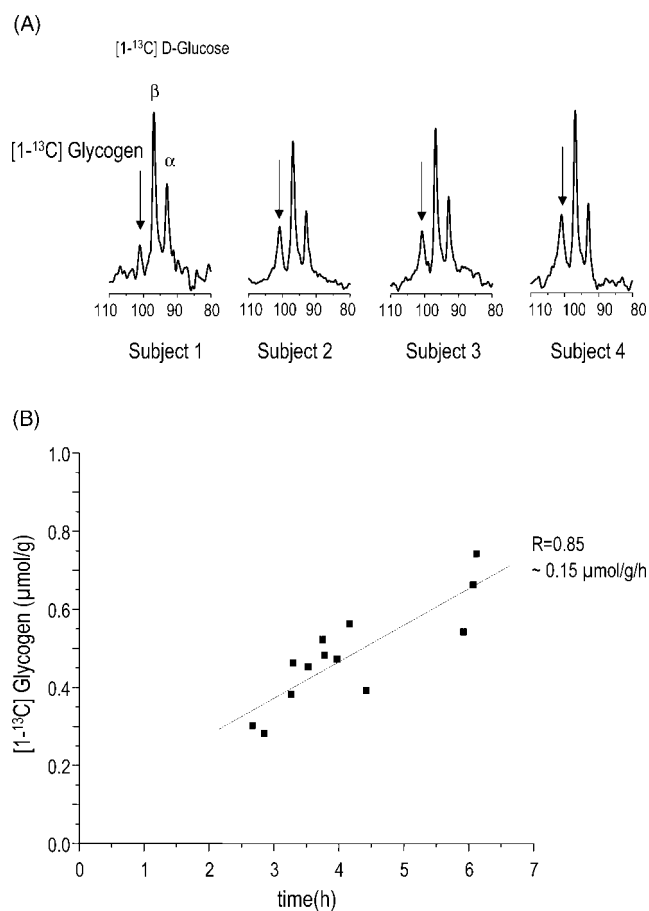 (A)
[1-¹³C] D-Glucose
β
[1-¹³C] Glycogen
α
110 100 90 80
110 100 90 80
110 100 90 80
110 100 90 80
Subject 1
Subject 2
Subject 3
Subject 4
(B)
1.0
0.8
0.6
0.4
0.2
0.0
[1-¹³C] Glycogen (μmol/g)
R=0.85
~ 0.15 μmol/g/h
0 1 2 3 4 5 6 7
time(h)